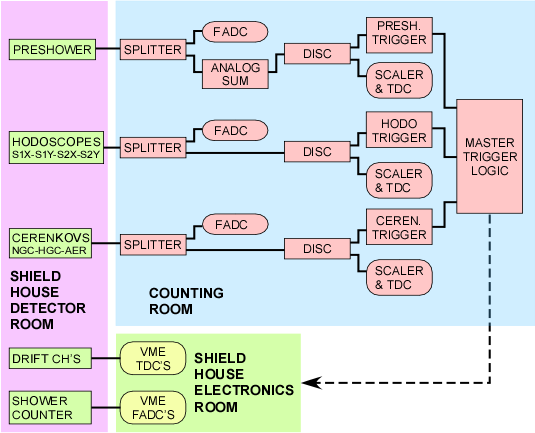 PRESHOWER
SPLITTER
FADC
ANALOG
SUM
DISC
PRESH.
TRIGGER
SCALER
& TDC
HODOSCOPES
S1X-S1Y-S2X-S2Y
SPLITTER
FADC
DISC
HODO
TRIGGER
SCALER
& TDC
MASTER
TRIGGER
LOGIC
CERENKOVS
NGC-HGC-AER
SPLITTER
FADC
DISC
CEREN.
TRIGGER
SCALER
& TDC
SHIELD
HOUSE
DETECTOR
ROOM
COUNTING
ROOM
DRIFT CH'S
VME
TDC'S
SHOWER
COUNTER
VME
FADC'S
SHIELD
HOUSE
ELECTRONICS
ROOM